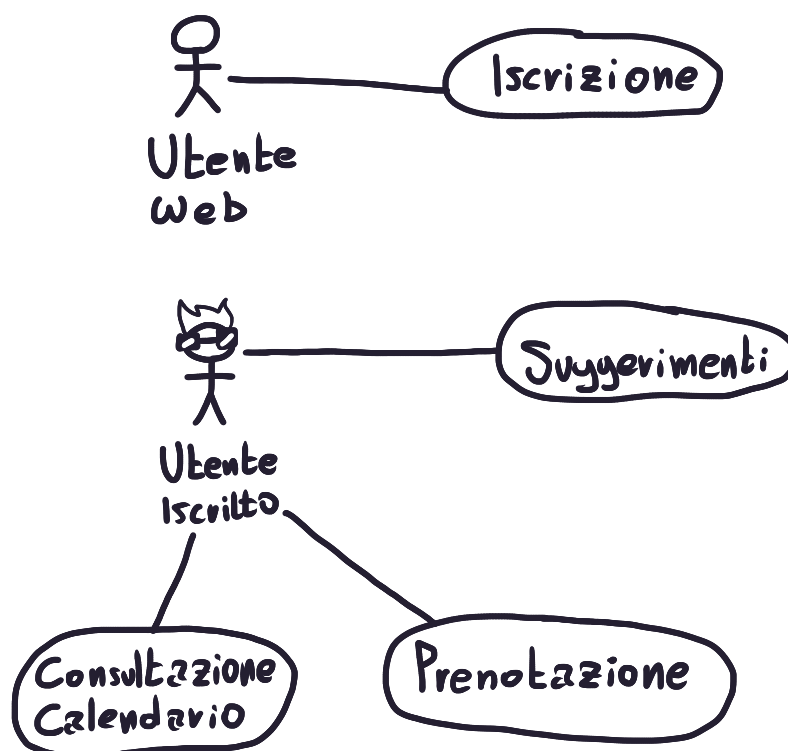 Iscrizione
Utente
Web
Suggerimenti
Utente
Iscritto
Consultazione
Calendario
Prenotazione